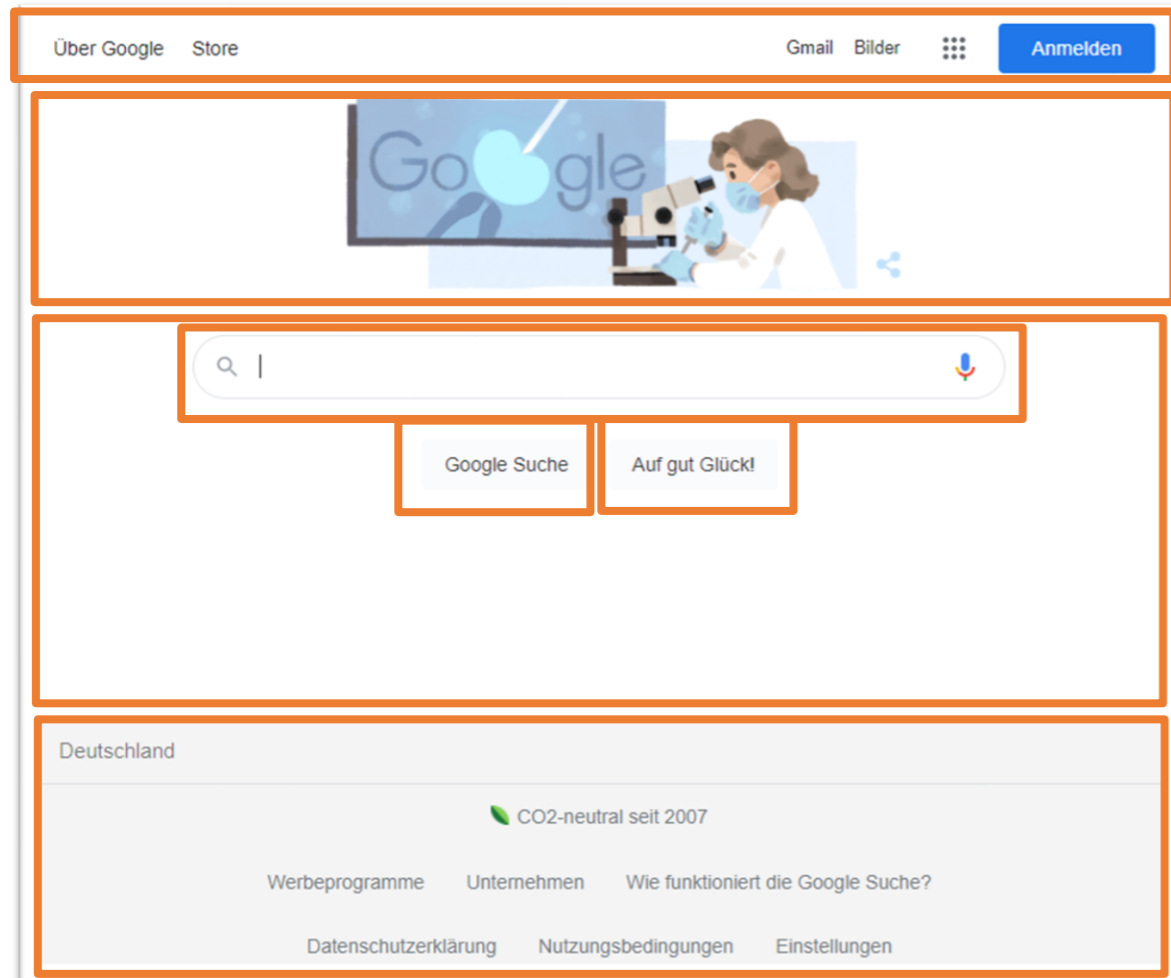 Über Google Store Gmail Bilder Anmelden
Google
Google Suche Auf gut Glück!
Deutschland
CO2-neutral seit 2007
Werbeprogramme Unternehmen Wie funktioniert die Google Suche?
Datenschutzerklärung Nutzungsbedingungen Einstellungen